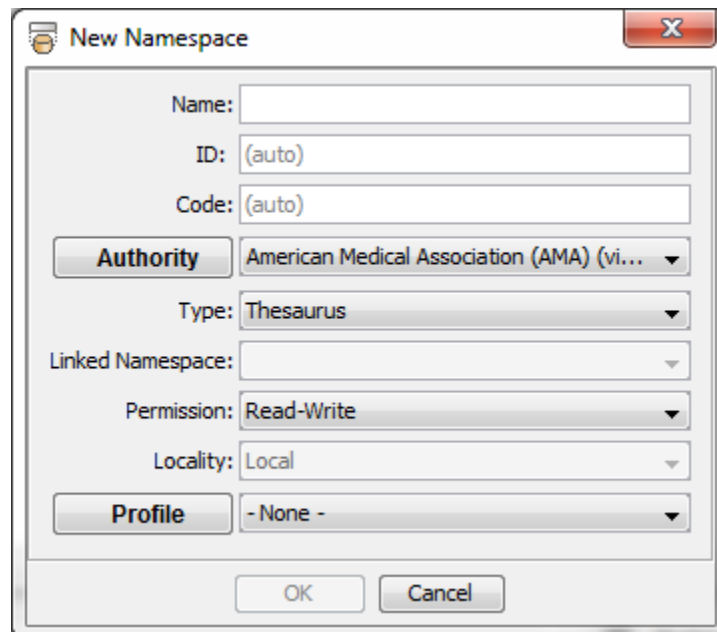 New Namespace
Name:
ID: (auto)
Code: (auto)
Authority American Medical Association (AMA) (vi...
Type: Thesaurus
Linked Namespace:
Permission: Read-Write
Locality: Local
Profile - None -
OK Cancel